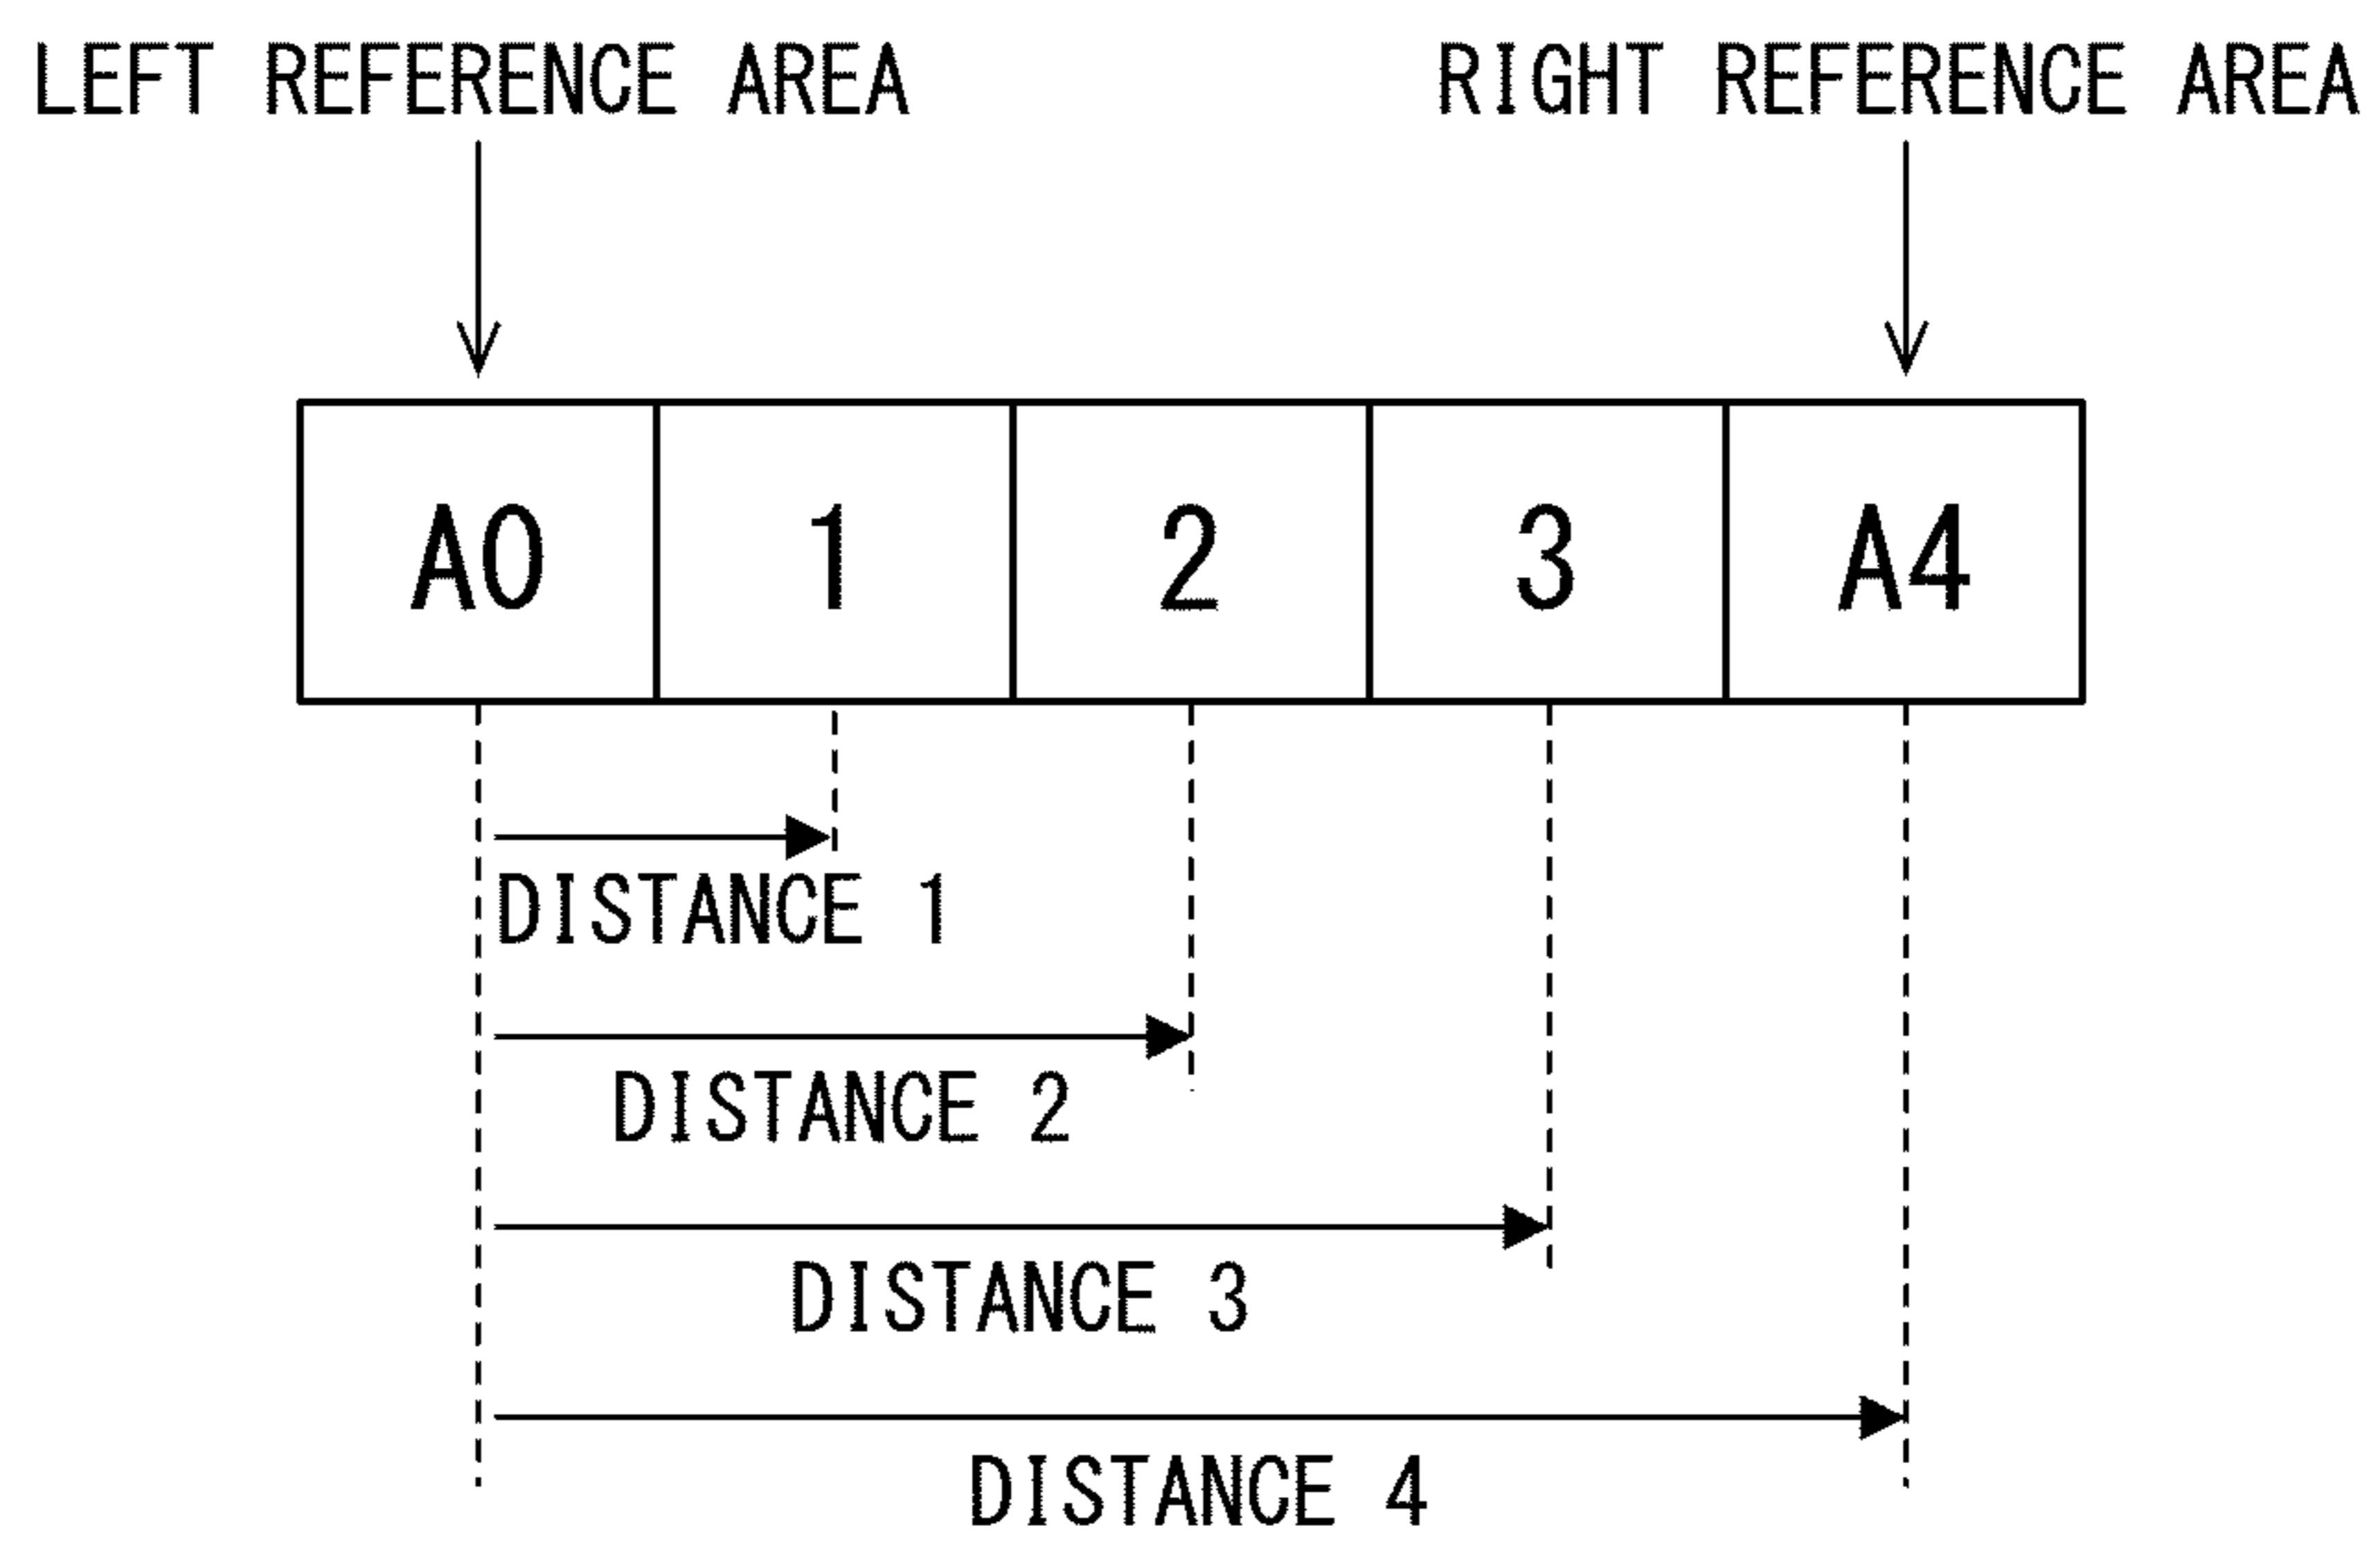 LEFT REFERENCE AREA RIGHT REFERENCE AREA
A0 1 2 3 A4
DISTANCE 1
DISTANCE 2
DISTANCE 3
DISTANCE 4